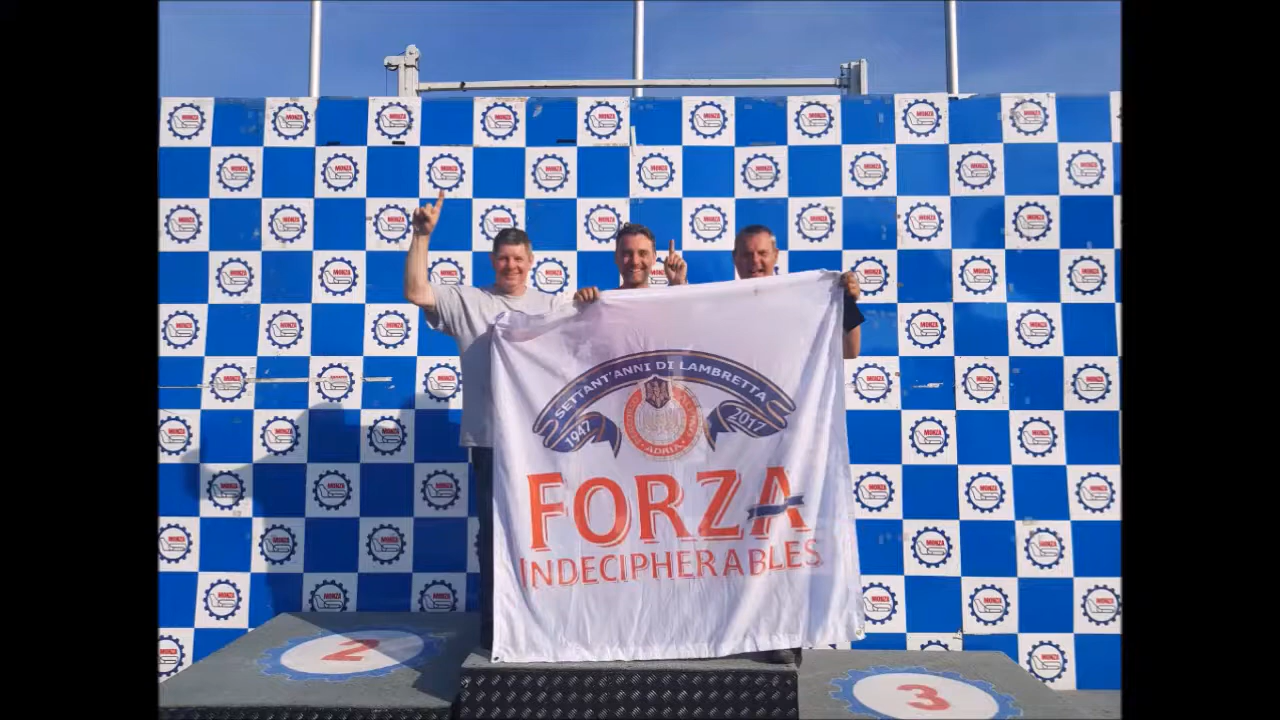 MONZA
SETTANT'ANNI DI LAMBRETTA
1947
2017
ADRIA
FORZA
INDECIPHERABLES
2
3